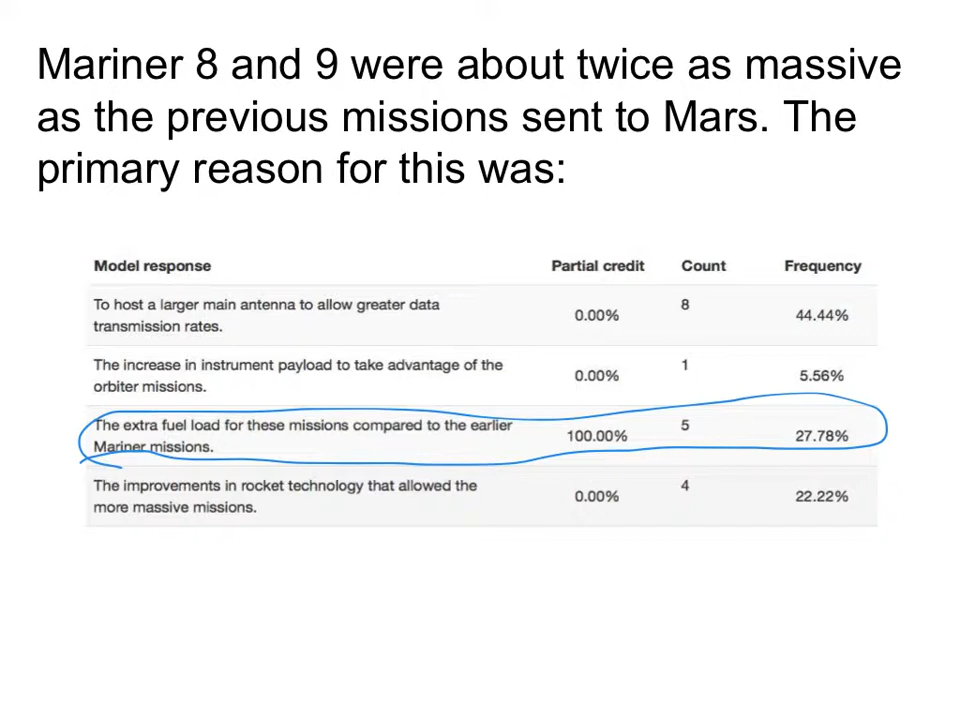 Mariner 8 and 9 were about twice as massive
as the previous missions sent to Mars. The
primary reason for this was:
Model response Partial credit Count Frequency
To host a larger main antenna to allow greater data
transmission rates. 0.00% 8 44.44%
The increase in instrument payload to take advantage of the
orbiter missions. 0.00% 1 5.56%
The extra fuel load for these missions compared to the earlier
Mariner missions. 100.00% 5 27.78%
The improvements in rocket technology that allowed the
more massive missions. 0.00% 4 22.22%